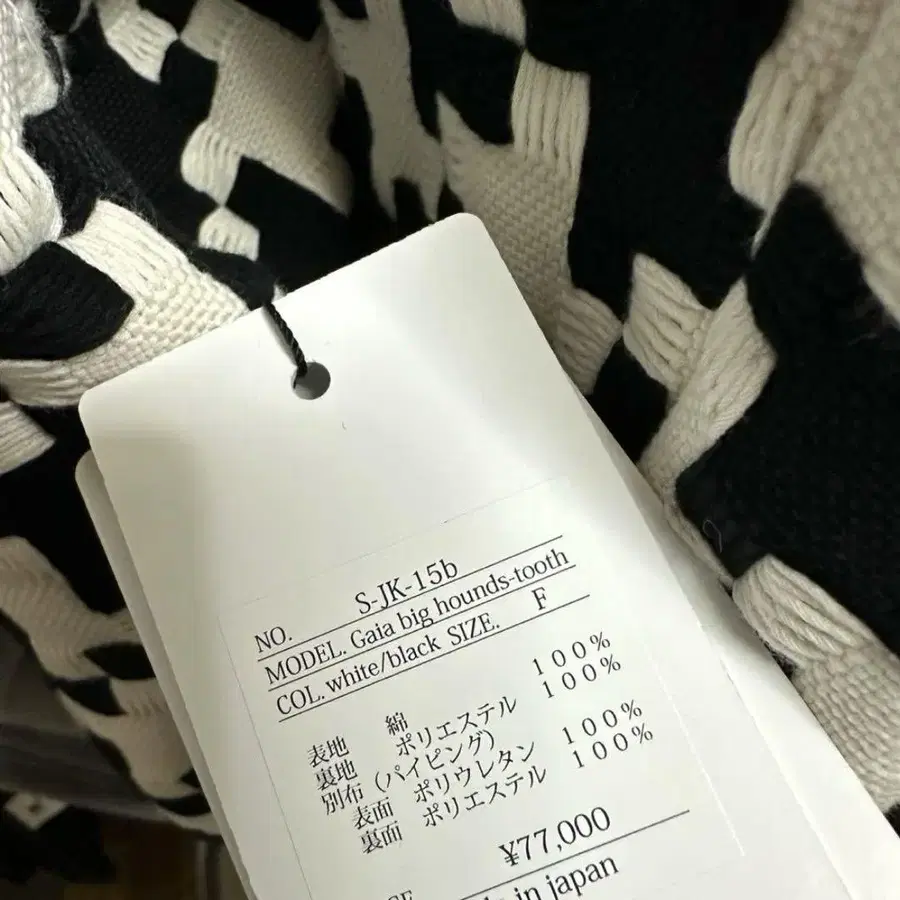 NO. S-JK-15b
MODEL. Gaia big hounds-tooth
COL. white/black SIZE. F
表地 綿 100%
裏地 ポリエステル 100%
別布 (パイピング)
表面 ポリウレタン 100%
裏面 ポリエステル 100%
¥77,000
in japan